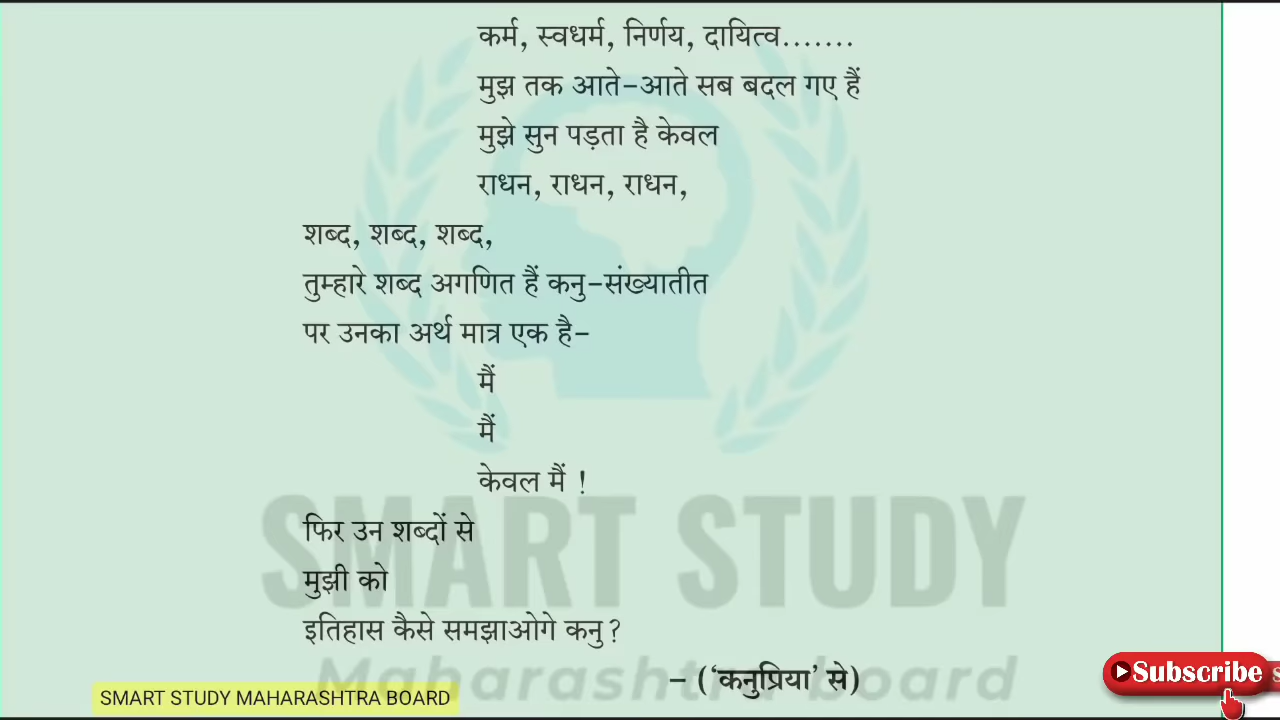 कर्म, स्वधर्म, निर्णय, दायित्व.......
मुझ तक आते-आते सब बदल गए हैं
मुझे सुन पड़ता है केवल
राधन, राधन, राधन,
शब्द, शब्द, शब्द,
तुम्हारे शब्द अगणित हैं कनु-संख्यातीत
पर उनका अर्थ मात्र एक है-
मैं
मैं
केवल मैं !
फिर उन शब्दों से
मुझी को
इतिहास कैसे समझाओगे कनु?
- ('कनुप्रिया' से)
SMART STUDY
Maharashtra board
Subscribe
SMART STUDY MAHARASHTRA BOARD